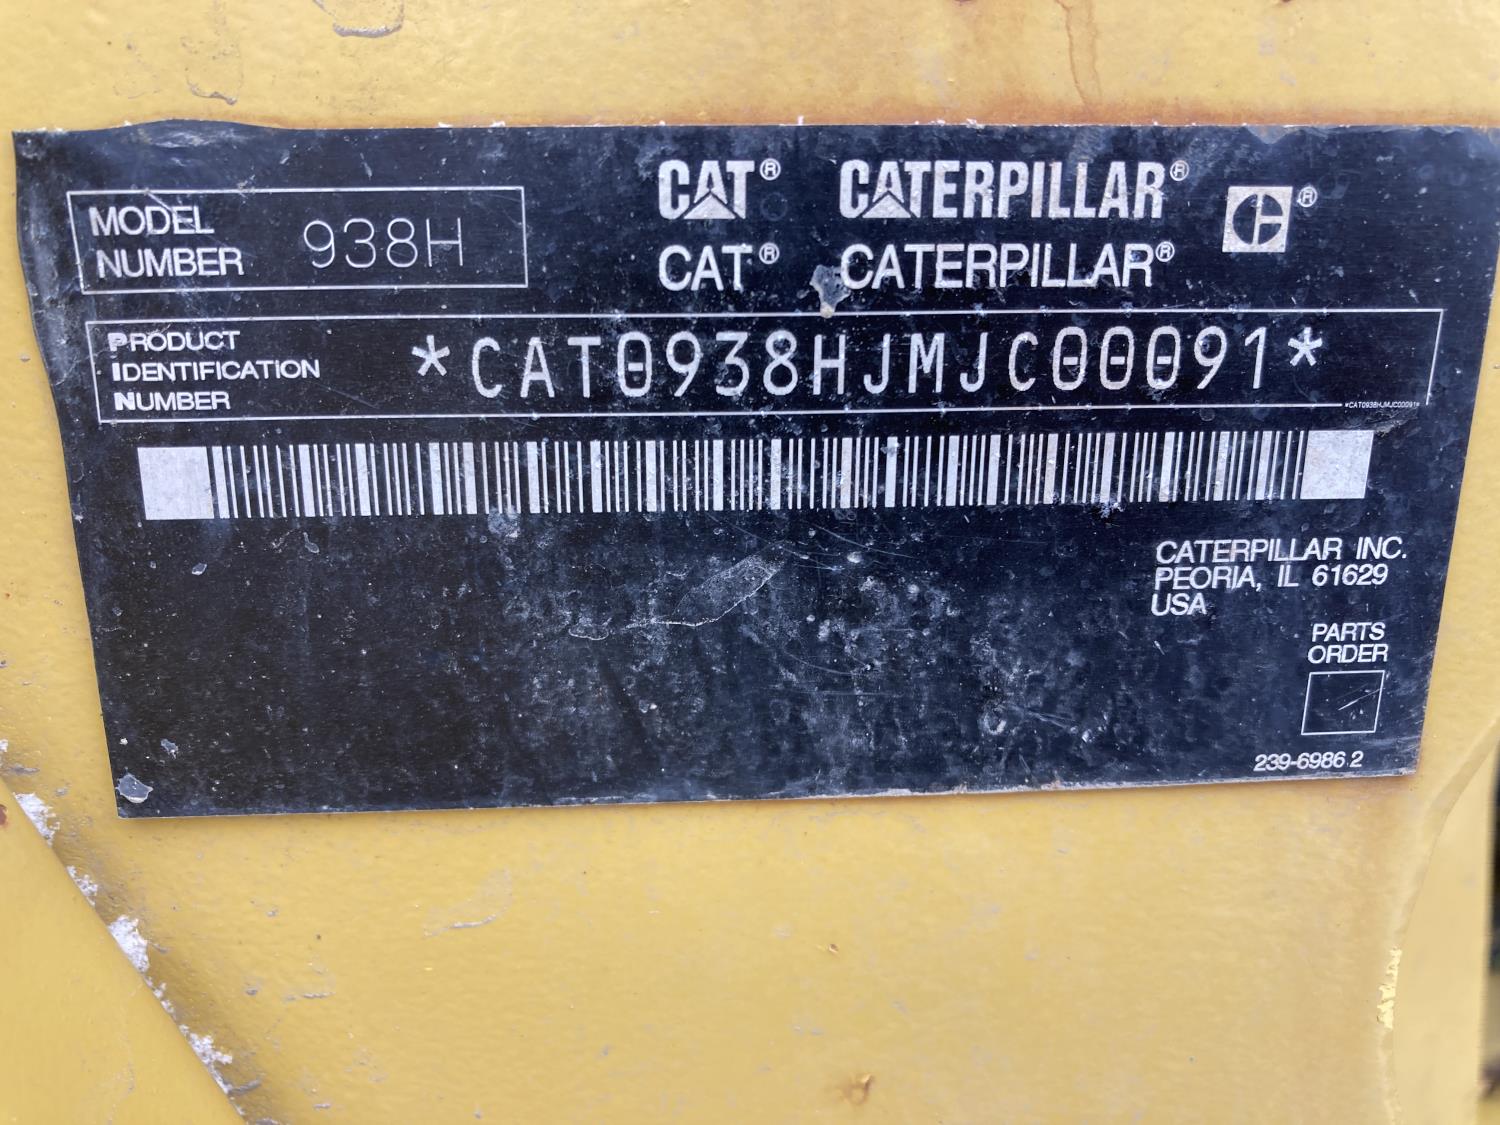 MODEL
NUMBER 938H
CAT® CATERPILLAR® C®
CAT® CATERPILLAR®
PRODUCT
IDENTIFICATION
NUMBER
*CAT0938HJMJC00091*
*CAT0938HJMJC00091*
CATERPILLAR INC.
PEORIA, IL 61629
USA
PARTS
ORDER
239-6986 2